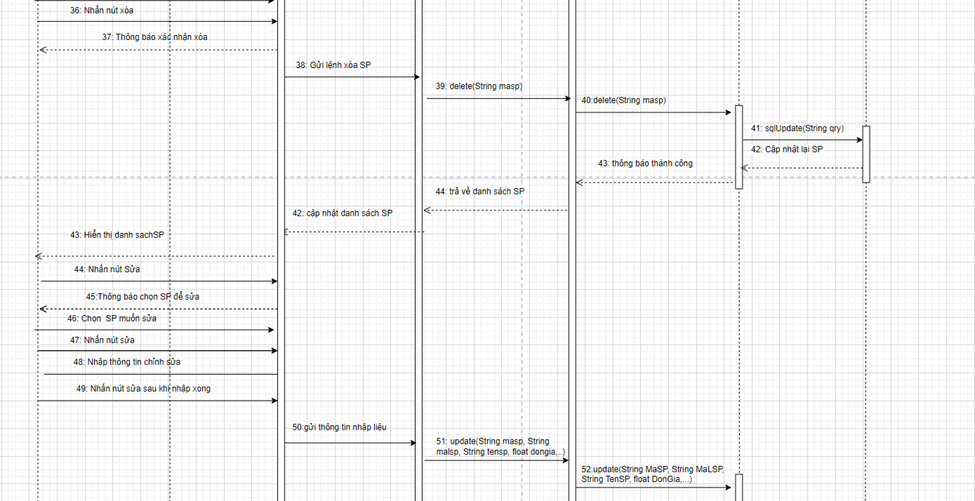 36: Nhấn nút xóa
37: Thông báo xác nhận xóa
38: Gửi lệnh xóa SP
39: delete(String masp)
40.delete(String masp)
41: sqlUpdate(String qry)
42: Cập nhật lại SP
43: thông báo thành công
44: trả về danh sách SP
42: cập nhật danh sách SP
43: Hiển thị danh sachSP
44: Nhấn nút Sửa
45:Thông báo chọn SP để sửa
46: Chọn SP muốn sửa
47: Nhấn nút sửa
48: Nhập thông tin chỉnh sửa
49: Nhấn nút sửa sau khi nhập xong
50:gửi thông tin nhập liệu
51: update(String masp, String
malsp, String tensp, float dongia,..)
52:update(String MaSP, String MaLSP,
String TenSP, float DonGia,...)